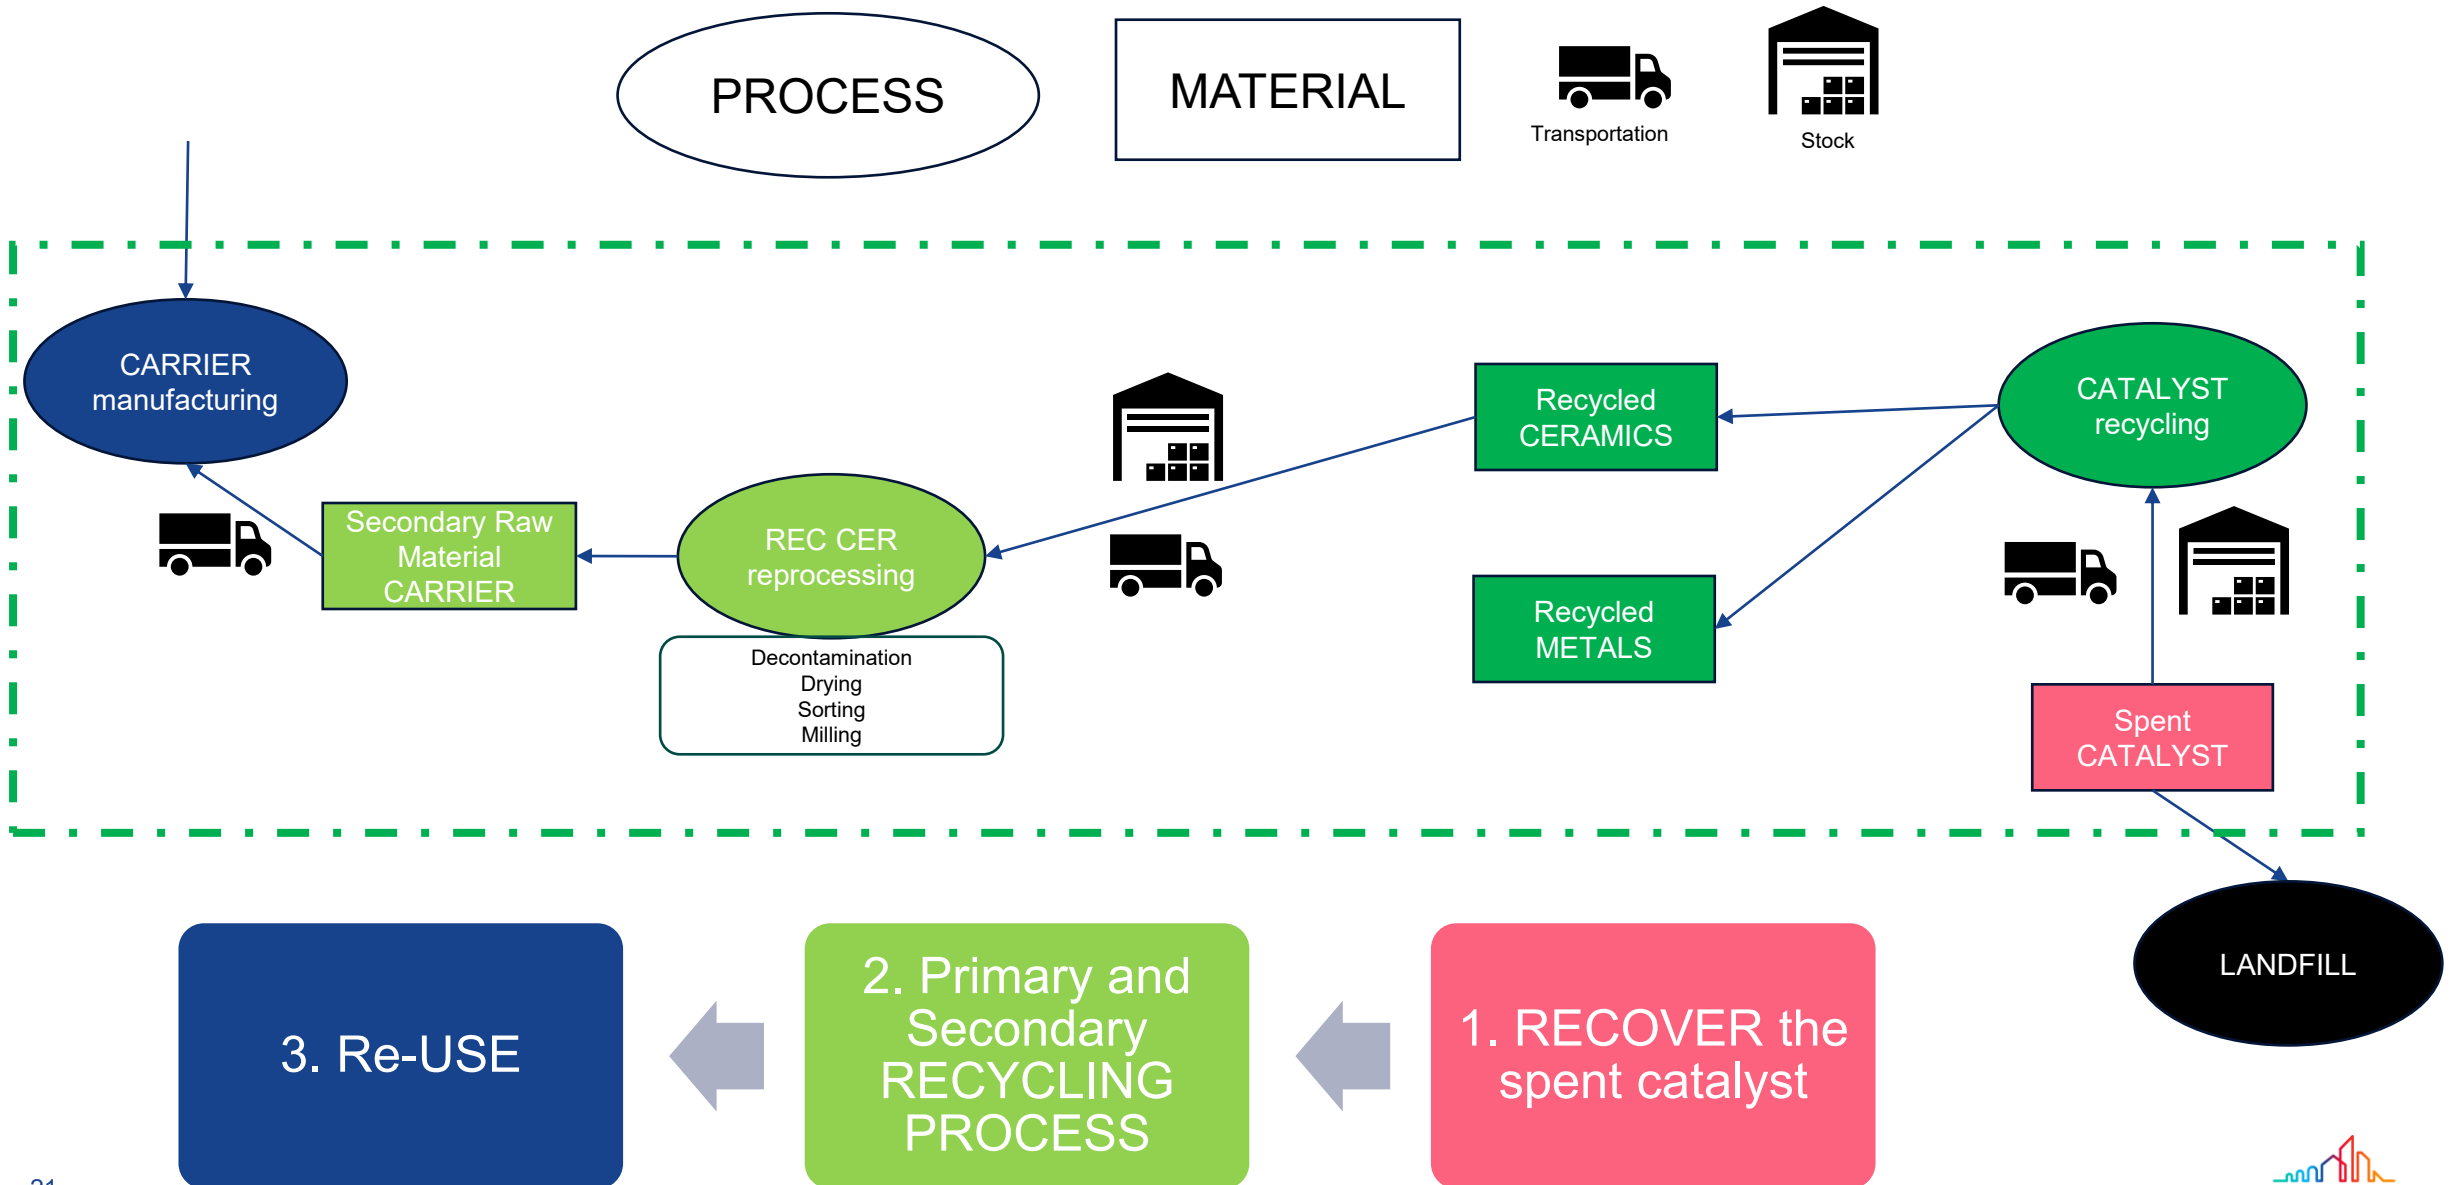 PROCESS
MATERIAL
Transportation
Stock
CARRIER
manufacturing
Secondary Raw
Material
CARRIER
REC CER
reprocessing
Decontamination
Drying
Sorting
Milling
Recycled
CERAMICS
Recycled
METALS
CATALYST
recycling
Spent
CATALYST
LANDFILL
3. Re-USE
2. Primary and
Secondary
RECYCLING
PROCESS
1. RECOVER the
spent catalyst